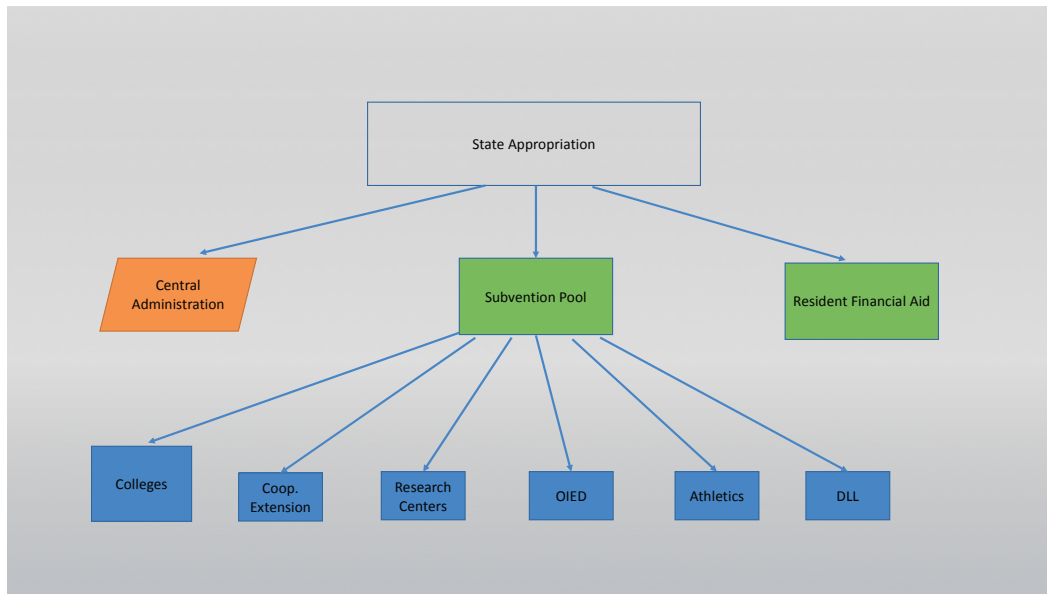 State Appropriation
Central
Administration
Subvention Pool
Resident Financial Aid
Colleges
Coop.
Extension
Research
Centers
OIED
Athletics
DLL